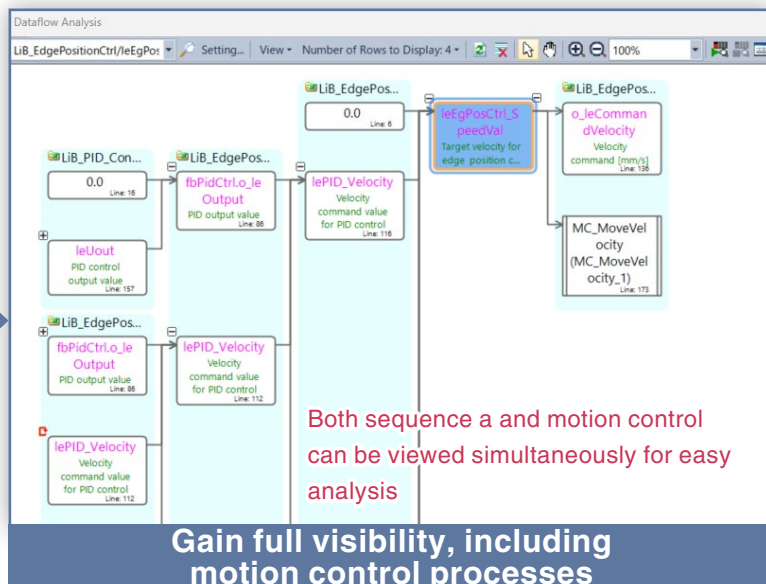 Dataflow Analysis
LiB_EdgePositionCtrl/leEgPos
Setting...
View
Number of Rows to Display: 4
100%
LiB_EdgePos...
0.0
Line: 6
lePID_Velocity
Velocity
command value
for PID control
Line: 116
leEgPosCtrl_S
peedVal
Target velocity for
edge position c...
LiB_EdgePos...
o_leComman
dVelocity
Velocity
command [mm/s]
Line: 136
MC_MoveVel
ocity
(MC_MoveVel
ocity_1)
Line: 173
LiB_PID_Con...
0.0
Line: 16
leUout
PID control
output value
Line: 157
LiB_EdgePos...
fbPidCtrl.o_le
Output
PID output value
Line: 86
LiB_EdgePos...
fbPidCtrl.o_le
Output
PID output value
Line: 86
lePID_Velocity
Velocity
command value
for PID control
Line: 112
lePID_Velocity
Velocity
command value
for PID control
Line: 112
Both sequence a and motion control
can be viewed simultaneously for easy
analysis
Gain full visibility, including
motion control processes